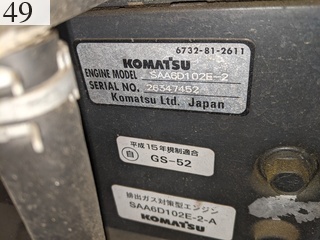 49
6732-81-2611
KOMATSU
ENGINE MODEL SAA6D102E-2
SERIAL NO. 26347452
Komatsu Ltd. Japan
平成15年規制適合
自 GS-52
排出ガス対策型エンジン
SAA6D102E-2-A
KOMATSU